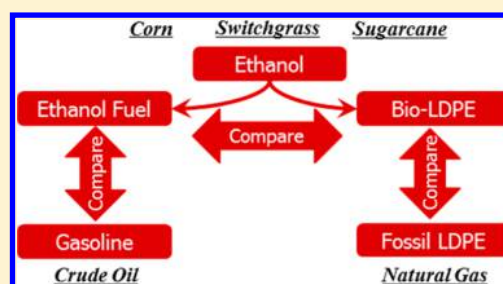 Corn Switchgrass Sugarcane
Ethanol
Ethanol Fuel Bio-LDPE
Compare
Compare Compare
Gasoline Fossil LDPE
Crude Oil Natural Gas